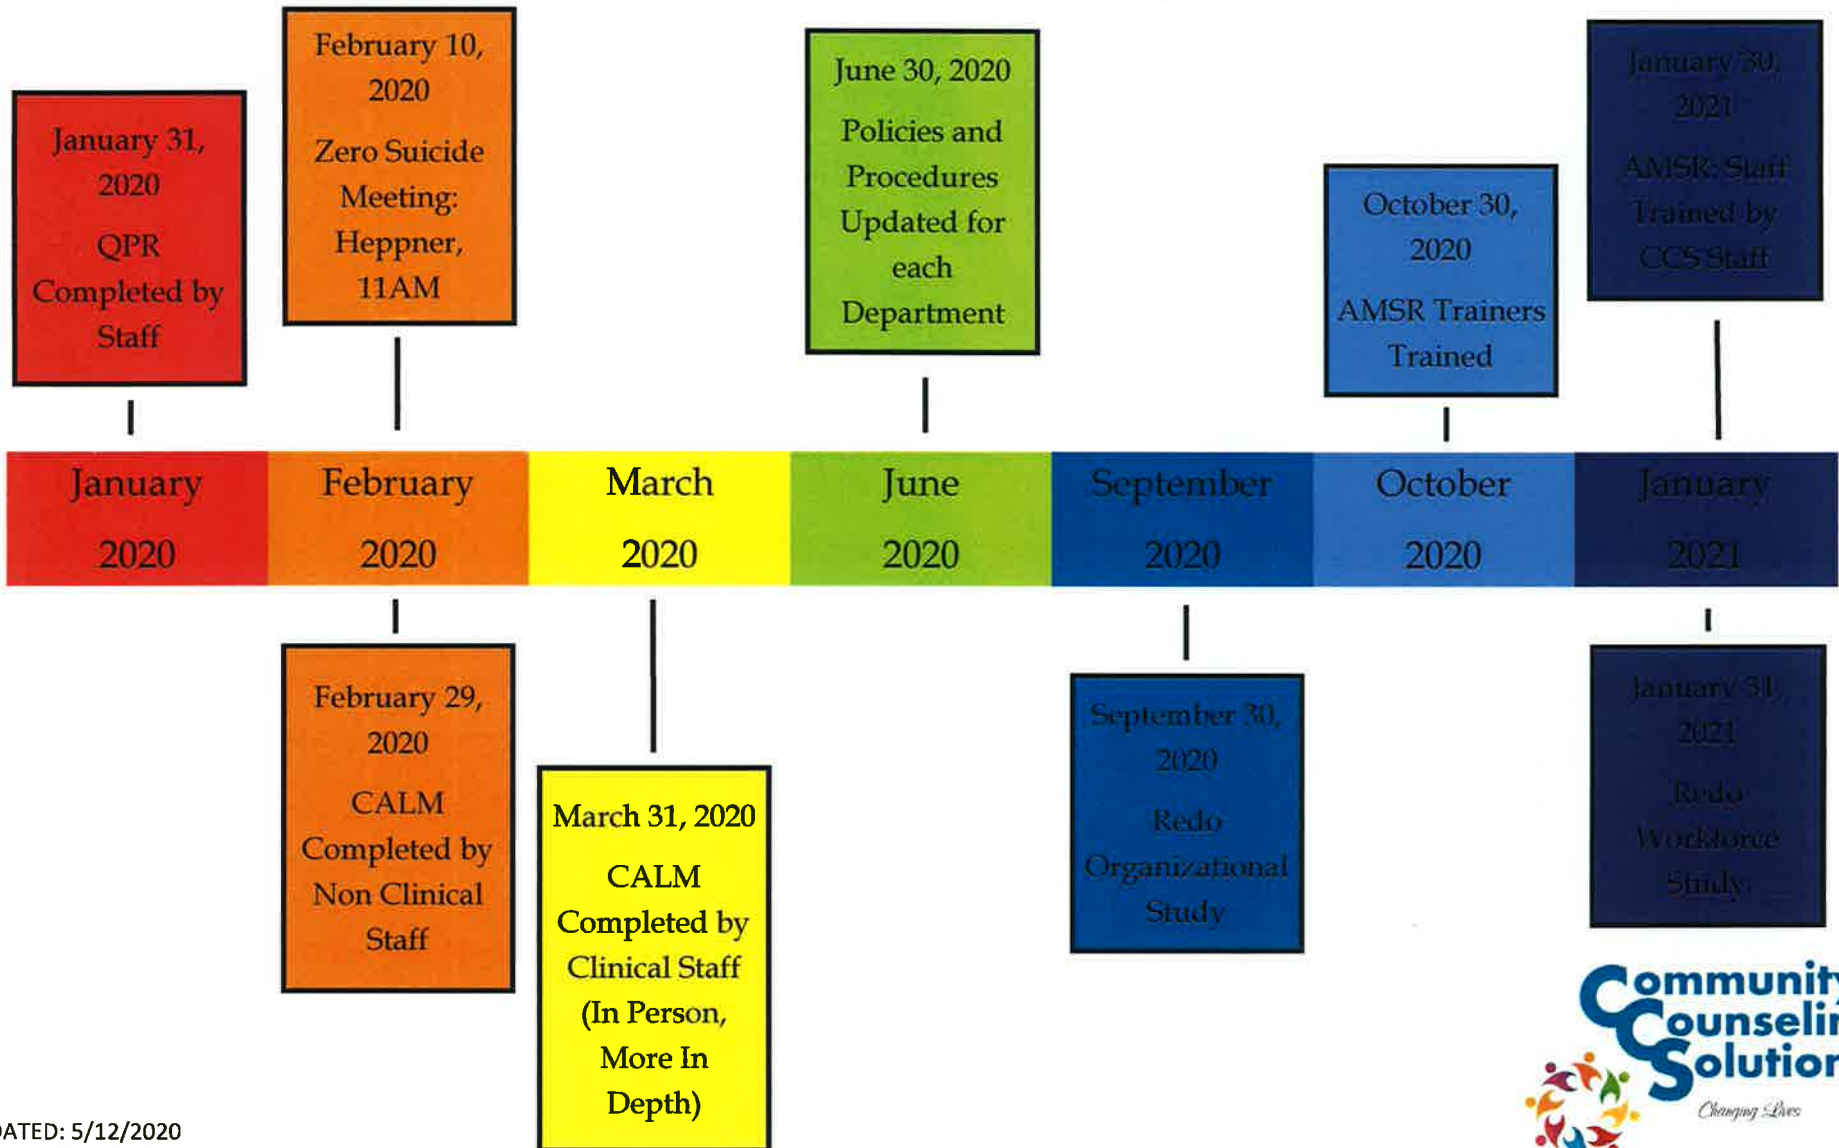 January 31,
2020
QPR
Completed by
Staff
February 10,
2020
Zero Suicide
Meeting:
Heppner,
11AM
June 30, 2020
Policies and
Procedures
Updated for
each
Department
October 30,
2020
AMSR Trainers
Trained
January 30,
2021
AMSR: Staff
Trained by
CCS Staff
January
2020
February
2020
March
2020
June
2020
September
2020
October
2020
January
2021
February 29,
2020
CALM
Completed by
Non Clinical
Staff
March 31, 2020
CALM
Completed by
Clinical Staff
(In Person,
More In
Depth)
September 30,
2020
Redo
Organizational
Study
January 31,
2021
Redo
Workforce
Study
Community
Counselin
Solution
Changing Lives
DATED: 5/12/2020